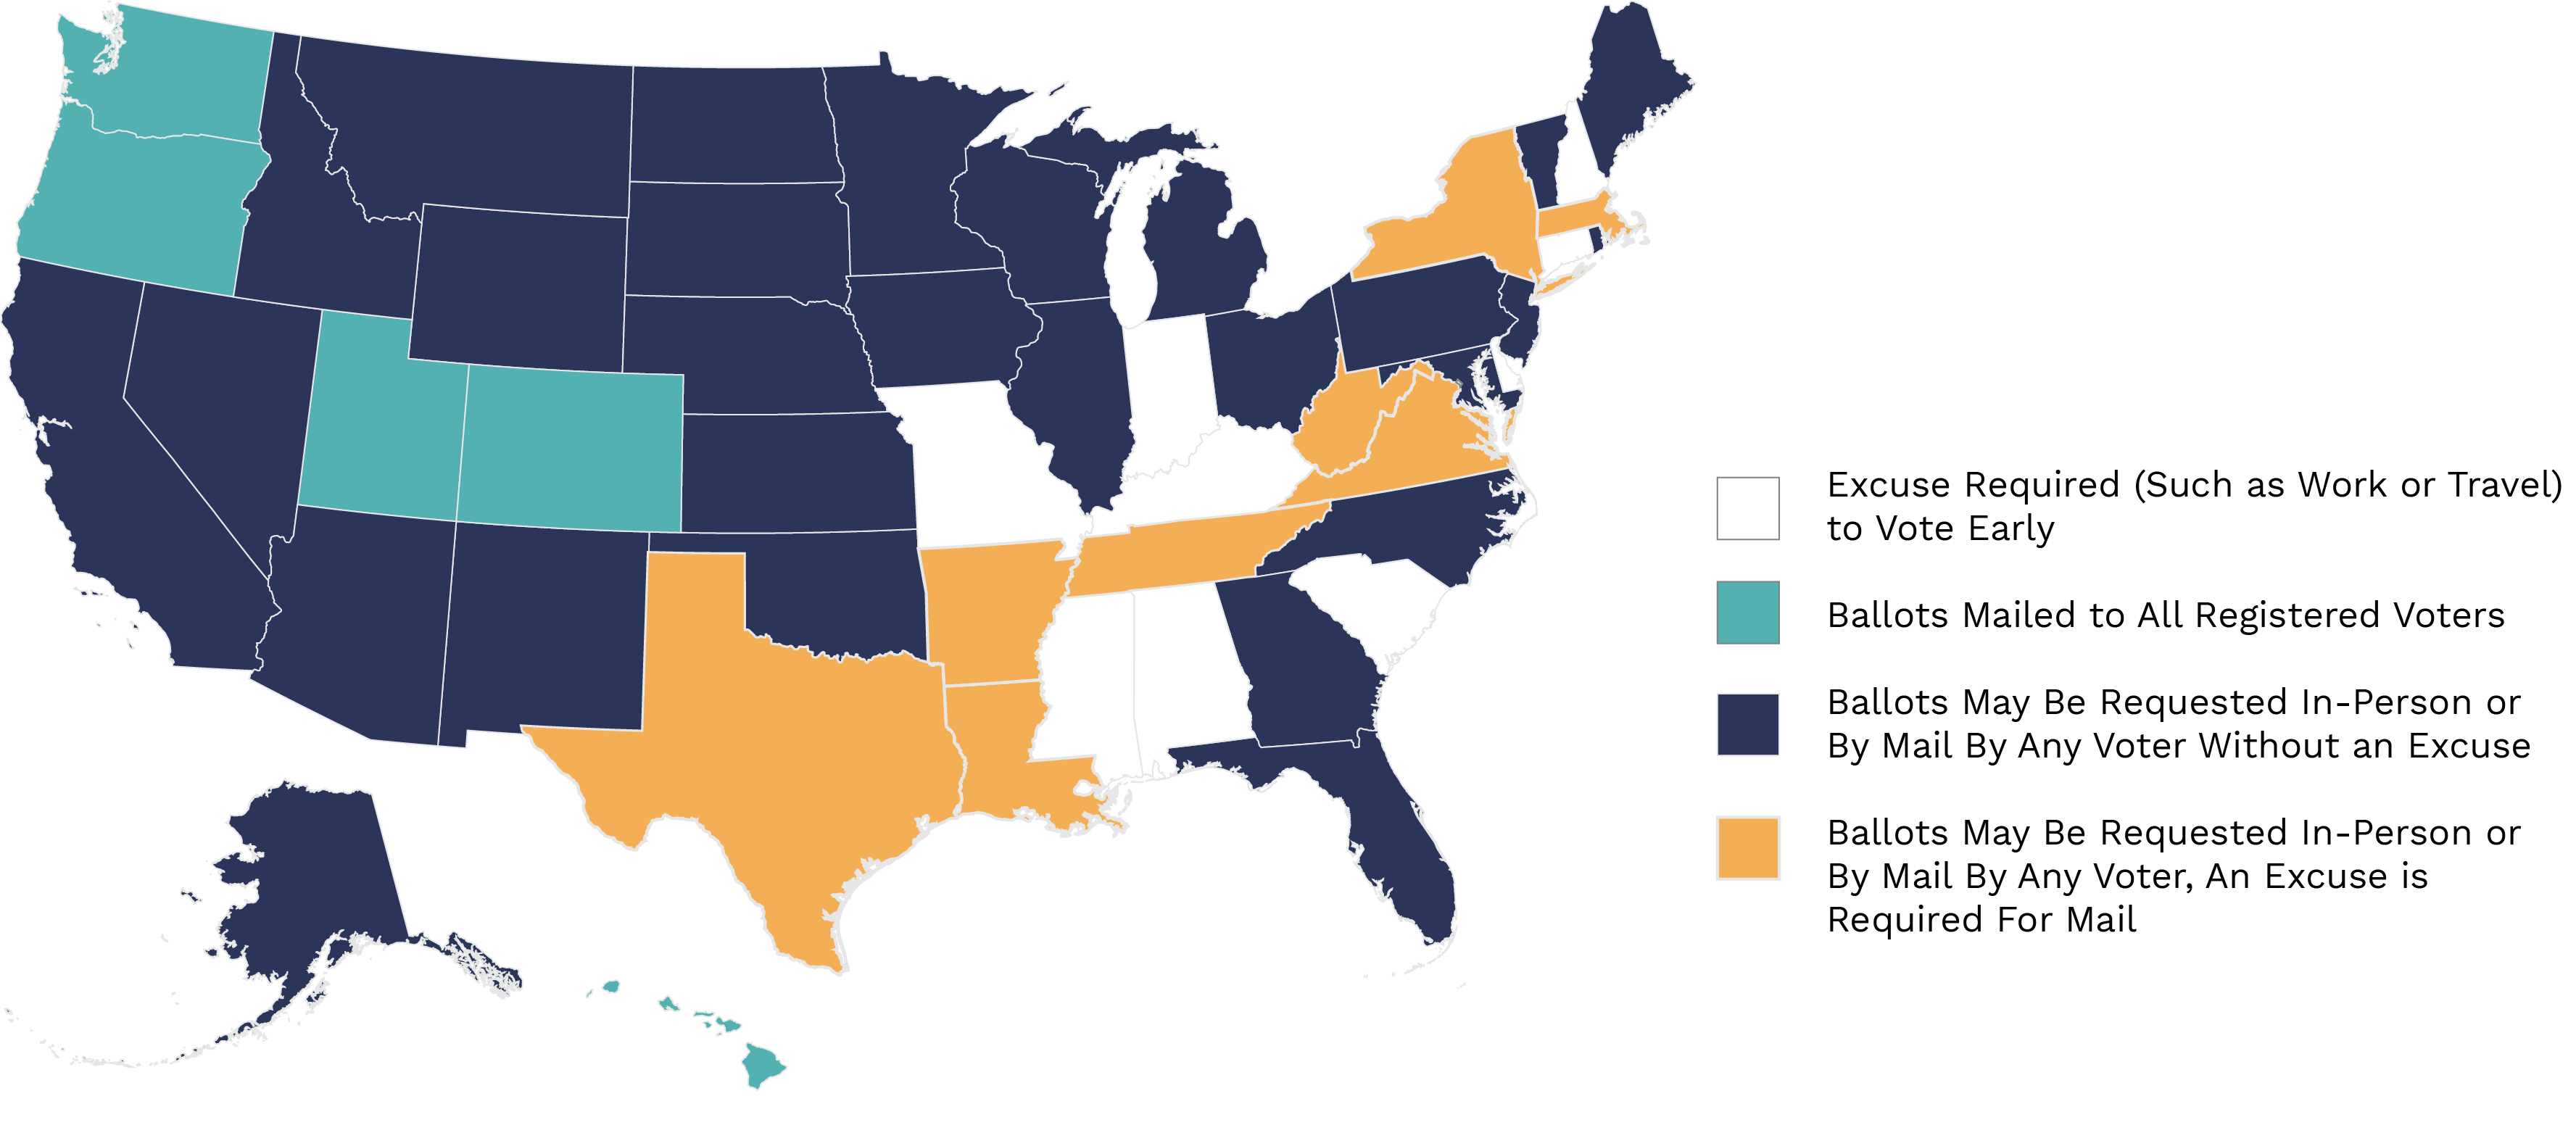 Excuse Required (Such as Work or Travel)
to Vote Early
Ballots Mailed to All Registered Voters
Ballots May Be Requested In-Person or
By Mail By Any Voter Without an Excuse
Ballots May Be Requested In-Person or
By Mail By Any Voter, An Excuse is
Required For Mail